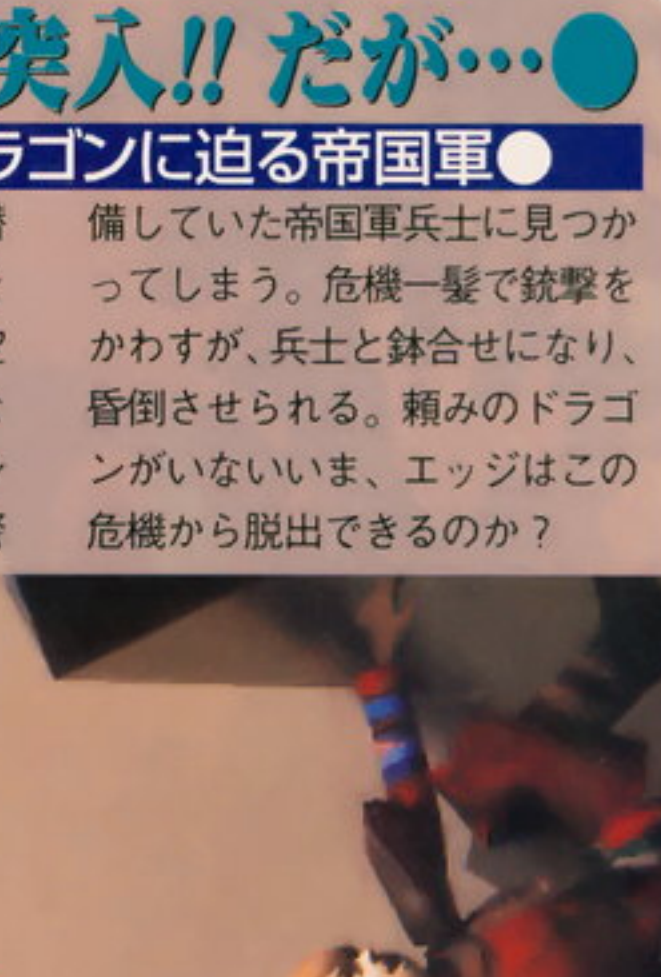 突入!! だが…●
ラゴンに迫る帝国軍●
備していた帝国軍兵士に見つか
ってしまう。危機一髪で銃撃を
かわすが、兵士と鉢合せになり、
昏倒させられる。頼みのドラゴ
ンがいないいま、エッジはこの
危機から脱出できるのか？